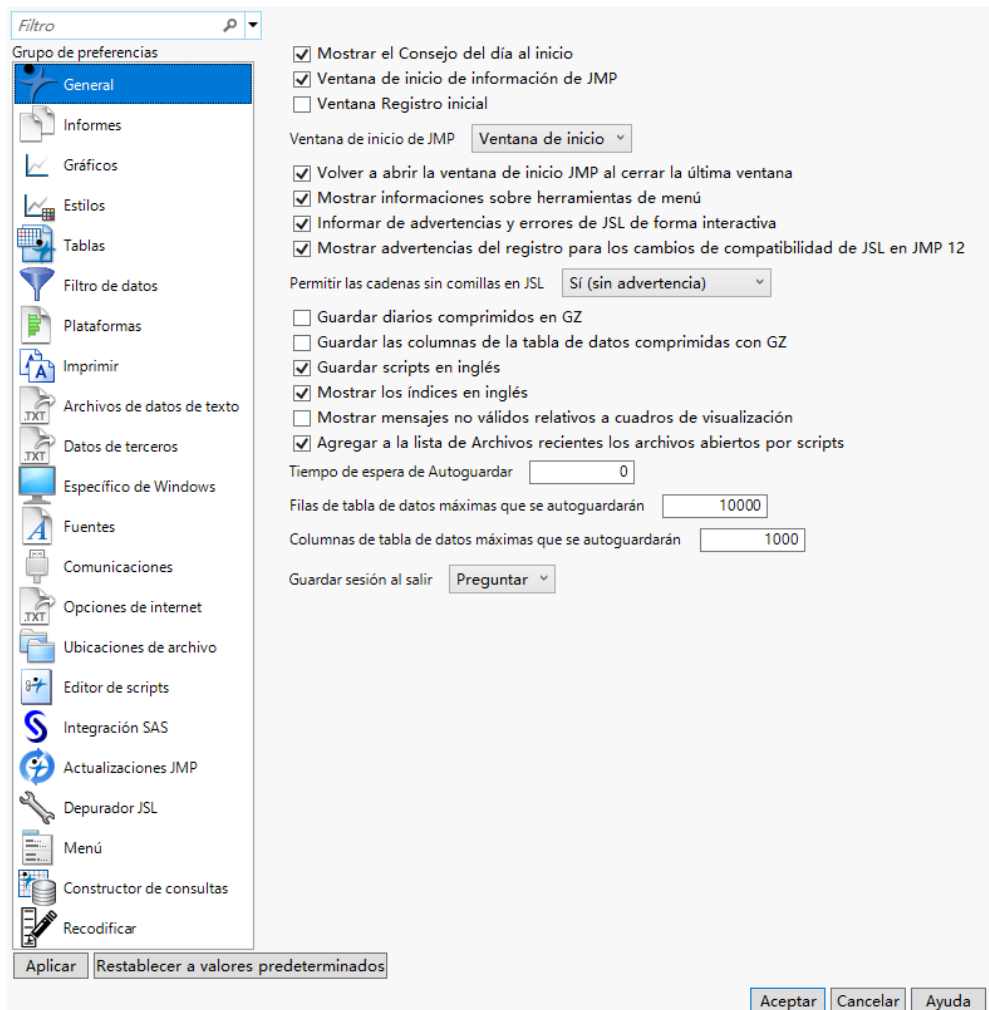 Filtro
Grupo de preferencias
General
Informes
Gráficos
Estilos
Tablas
Filtro de datos
Plataformas
Imprimir
Archivos de datos de texto
Datos de terceros
Específico de Windows
Fuentes
Comunicaciones
Opciones de internet
Ubicaciones de archivo
Editor de scripts
Integración SAS
Actualizaciones JMP
Depurador JSL
Menú
Constructor de consultas
Recodificar
Mostrar el Consejo del día al inicio
Ventana de inicio de información de JMP
Ventana Registro inicial
Ventana de inicio de JMP Ventana de inicio
Volver a abrir la ventana de inicio JMP al cerrar la última ventana
Mostrar informaciones sobre herramientas de menú
Informar de advertencias y errores de JSL de forma interactiva
Mostrar advertencias del registro para los cambios de compatibilidad de JSL en JMP 12
Permitir las cadenas sin comillas en JSL Sí (sin advertencia)
Guardar diarios comprimidos en GZ
Guardar las columnas de la tabla de datos comprimidas con GZ
Guardar scripts en inglés
Mostrar los índices en inglés
Mostrar mensajes no válidos relativos a cuadros de visualización
Agregar a la lista de Archivos recientes los archivos abiertos por scripts
Tiempo de espera de Autoguardar 0
Filas de tabla de datos máximas que se autoguardarán 10000
Columnas de tabla de datos máximas que se autoguardarán 1000
Guardar sesión al salir Preguntar
Aplicar Restablecer a valores predeterminados
Aceptar Cancelar Ayuda